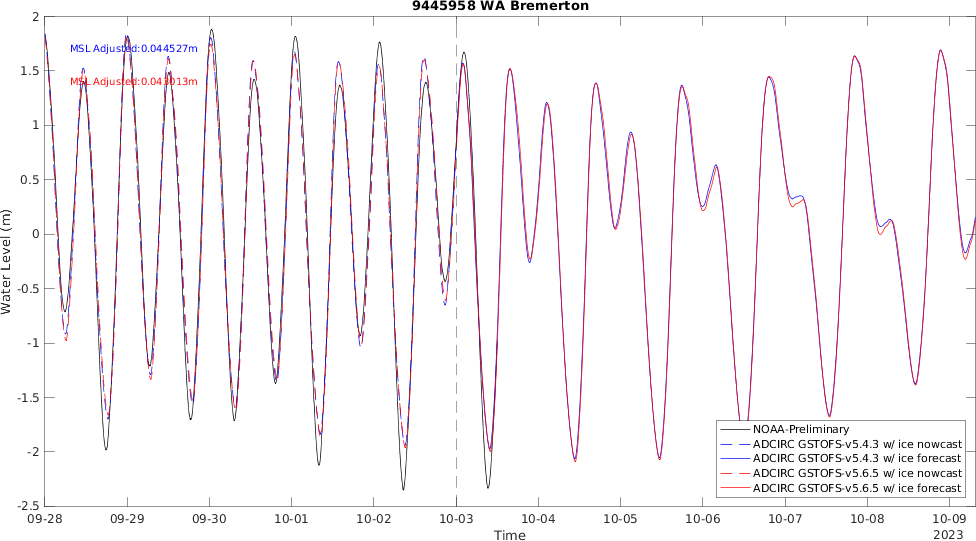 9445958 WA Bremerton
2
1.5
1
0.5
0
-0.5
-1
-1.5
-2
-2.5
Water Level (m)
MSL Adjusted:0.044527m
MSL Adjusted:0.043013m
NOAA-Preliminary
ADCIRC GSTOFS-v5.4.3 w/ ice nowcast
ADCIRC GSTOFS-v5.4.3 w/ ice forecast
ADCIRC GSTOFS-v5.6.5 w/ ice nowcast
ADCIRC GSTOFS-v5.6.5 w/ ice forecast
09-28 09-29 09-30 10-01 10-02 10-03 10-04 10-05 10-06 10-07 10-08 10-09
Time
2023